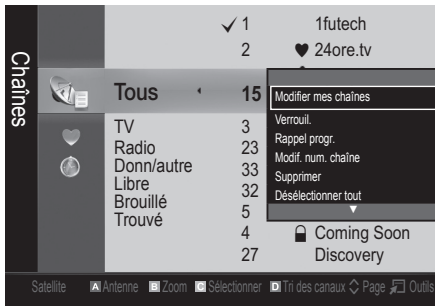 Chaînes
1 1futech
2 24ore.tv
Tous 15
TV 3
Radio 23
Donn/autre 33
Libre 32
Brouillé 5
Trouvé 4 Coming Soon
27 Discovery
Modifier mes chaînes
Verrouil.
Rappel progr.
Modif. num. chaîne
Supprimer
Désélectionner tout
Satellite A Antenne B Zoom C Sélectionner D Tri des canaux Page Outils